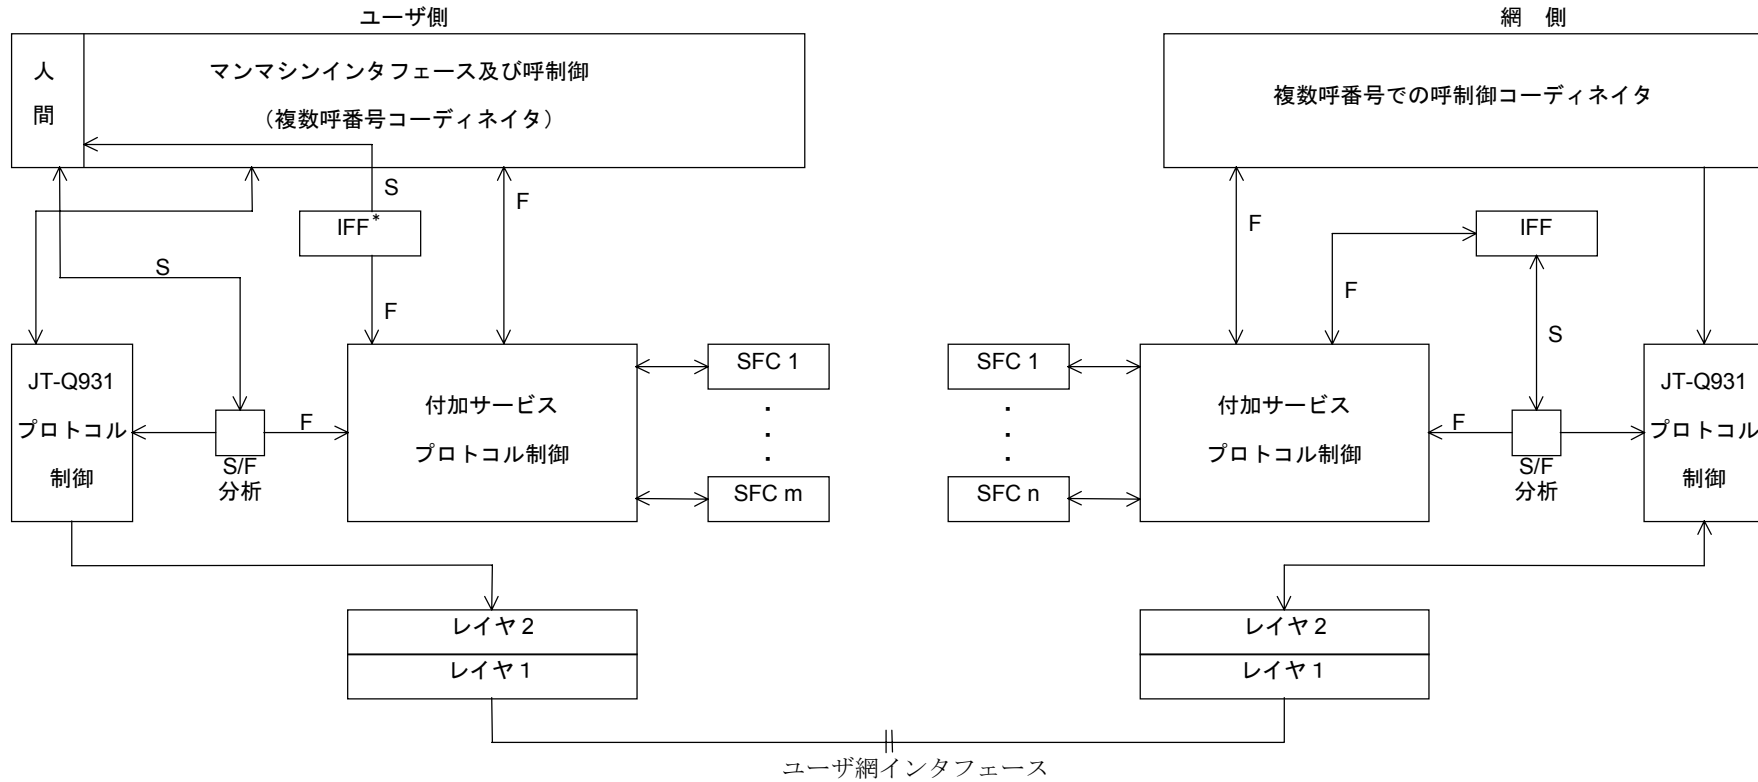 ユーザ側
網 側
人
間
マンマシンインタフェース及び呼制御
(複数呼番号コーディネイタ)
複数呼番号での呼制御コーディネイタ
S
F
F
IFF*
IFF
S
F
F
S
JT-Q931
プロトコル
制御
F
S/F
分析
付加サービス
プロトコル制御
SFC 1
・
・
・
SFC m
SFC 1
・
・
・
SFC n
付加サービス
プロトコル制御
F
S/F
分析
JT-Q931
プロトコル
制御
レイヤ 2
レイヤ 1
レイヤ 2
レイヤ 1
ユーザ網インタフェース